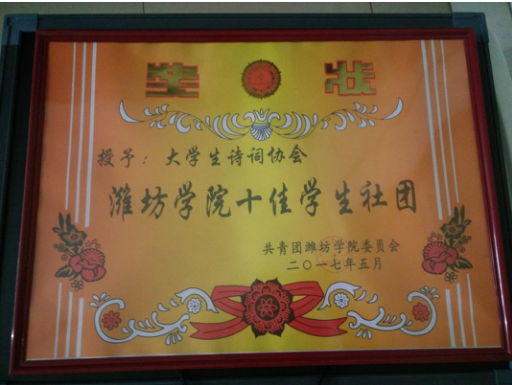 奖状
授予：大学生诗词协会
潍坊学院十佳学生社团
共青团潍坊学院委员会
二〇一七年五月